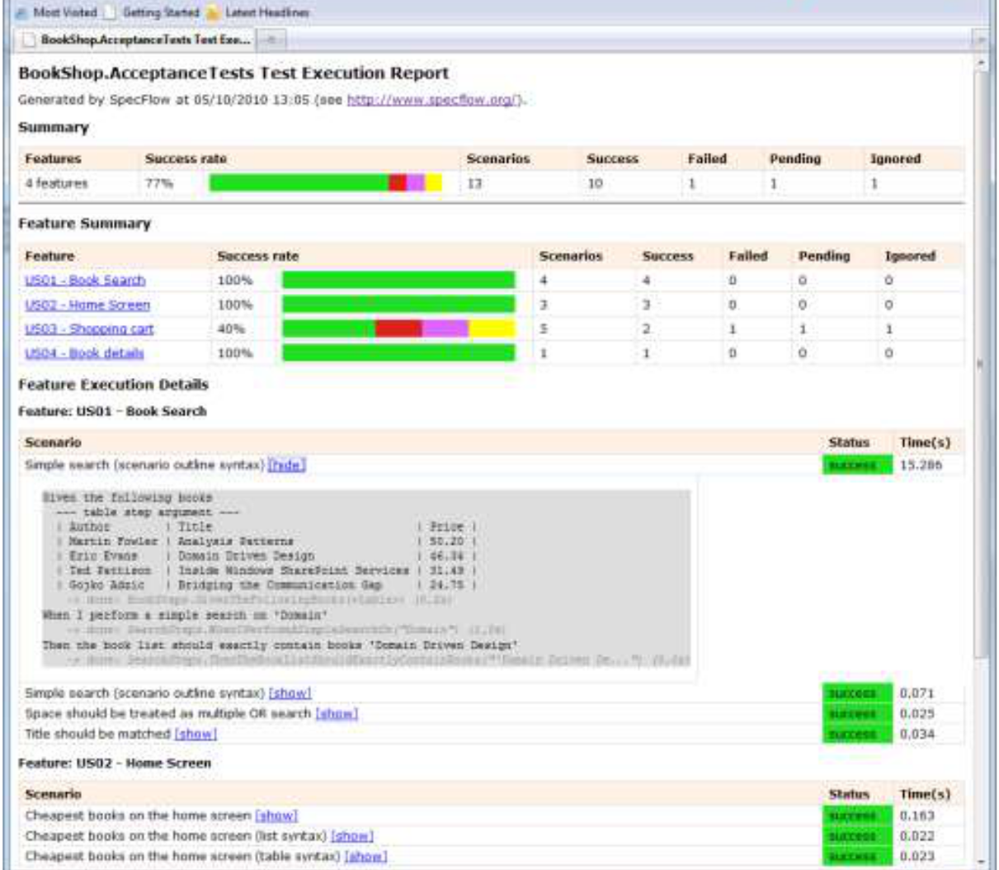 Most Visited Getting Started Latest Headlines
BookShop.AcceptanceTests Test Exe...
BookShop.AcceptanceTests Test Execution Report
Generated by SpecFlow at 05/10/2010 13:05 (see http://www.specflow.org/).
Summary
Features Success rate Scenarios Success Failed Pending Ignored
4 features 77% 13 10 1 1 1
Feature Summary
Feature Success rate Scenarios Success Failed Pending Ignored
US01 - Book Search 100% 4 4 0 0 0
US02 - Home Screen 100% 3 3 0 0 0
US03 - Shopping cart 40% 5 2 1 1 1
US04 - Book details 100% 1 1 0 0 0
Feature Execution Details
Feature: US01 - Book Search
Scenario Status Time(s)
Simple search (scenario outline syntax) [hide] success 15.286
Given the following books
--- table step argument ---
| Author | Title | Price |
| Martin Fowler | Analysis Patterns | 50.20 |
| Eric Evans | Domain Driven Design | 46.34 |
| Ted Pattison | Inside Windows SharePoint Services | 31.49 |
| Gojko Adzic | Bridging the Communication Gap | 24.75 |
-> done: BookSteps.GivenTheFollowingBooks(<table>)
When I perform a simple search on 'Domain'
-> done: SearchSteps.WhenIPerformASimpleSearchOn("Domain")
Then the book list should exactly contain books 'Domain Driven Design'
-> done: SearchSteps.ThenTheBookListShouldExactlyContainBooks("'Domain Driven De...")
Simple search (scenario outline syntax) [show] success 0.071
Space should be treated as multiple OR search [show] success 0.025
Title should be matched [show] success 0.034
Feature: US02 - Home Screen
Scenario Status Time(s)
Cheapest books on the home screen [show] success 0.163
Cheapest books on the home screen (list syntax) [show] success 0.022
Cheapest books on the home screen (table syntax) [show] success 0.023